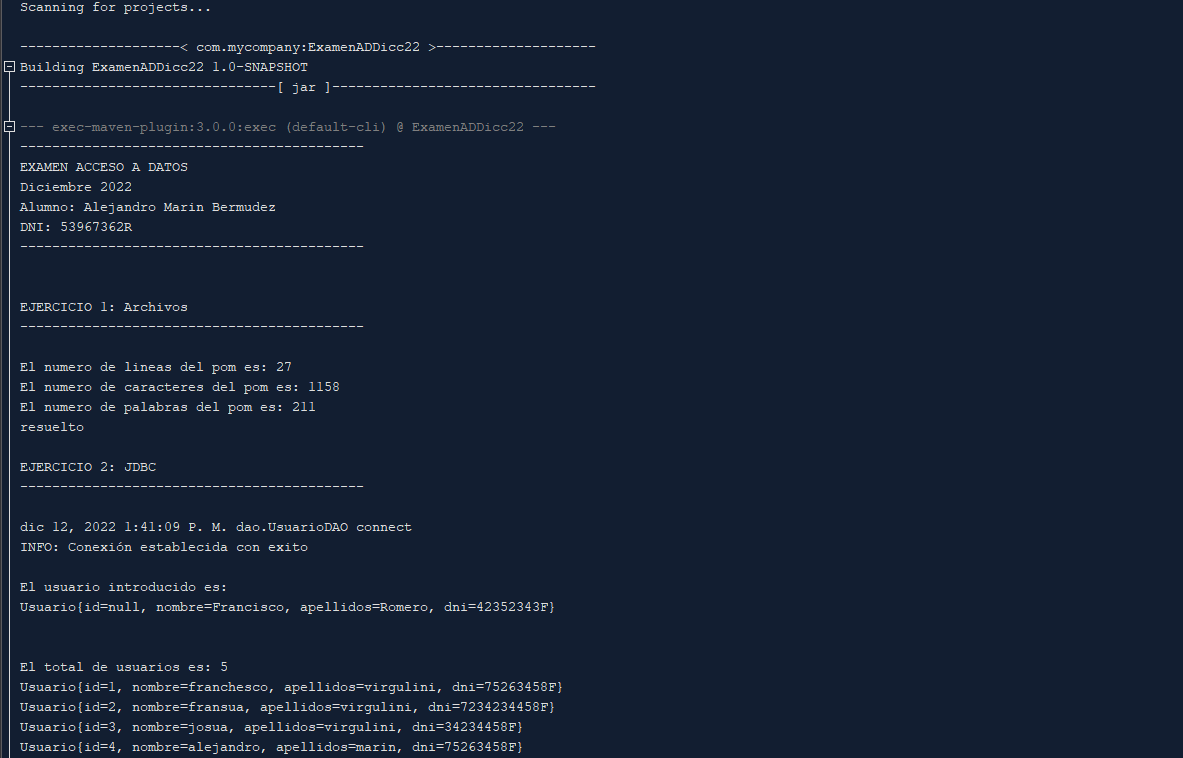 Scanning for projects...
--------------------< com.mycompany:ExamenADDicc22 >--------------------
Building ExamenADDicc22 1.0-SNAPSHOT
--------------------------------[ jar ]---------------------------------
--- exec-maven-plugin:3.0.0:exec (default-cli) @ ExamenADDicc22 ---
-------------------------------------------
EXAMEN ACCESO A DATOS
Diciembre 2022
Alumno: Alejandro Marin Bermudez
DNI: 53967362R
-------------------------------------------
EJERCICIO 1: Archivos
-------------------------------------------
El numero de lineas del pom es: 27
El numero de caracteres del pom es: 1158
El numero de palabras del pom es: 211
resuelto
EJERCICIO 2: JDBC
-------------------------------------------
dic 12, 2022 1:41:09 P. M. dao.UsuarioDAO connect
INFO: Conexión establecida con exito
El usuario introducido es:
Usuario{id=null, nombre=Francisco, apellidos=Romero, dni=42352343F}
El total de usuarios es: 5
Usuario{id=1, nombre=franchesco, apellidos=virgulini, dni=75263458F}
Usuario{id=2, nombre=fransua, apellidos=virgulini, dni=7234234458F}
Usuario{id=3, nombre=josua, apellidos=virgulini, dni=34234458F}
Usuario{id=4, nombre=alejandro, apellidos=marin, dni=75263458F}